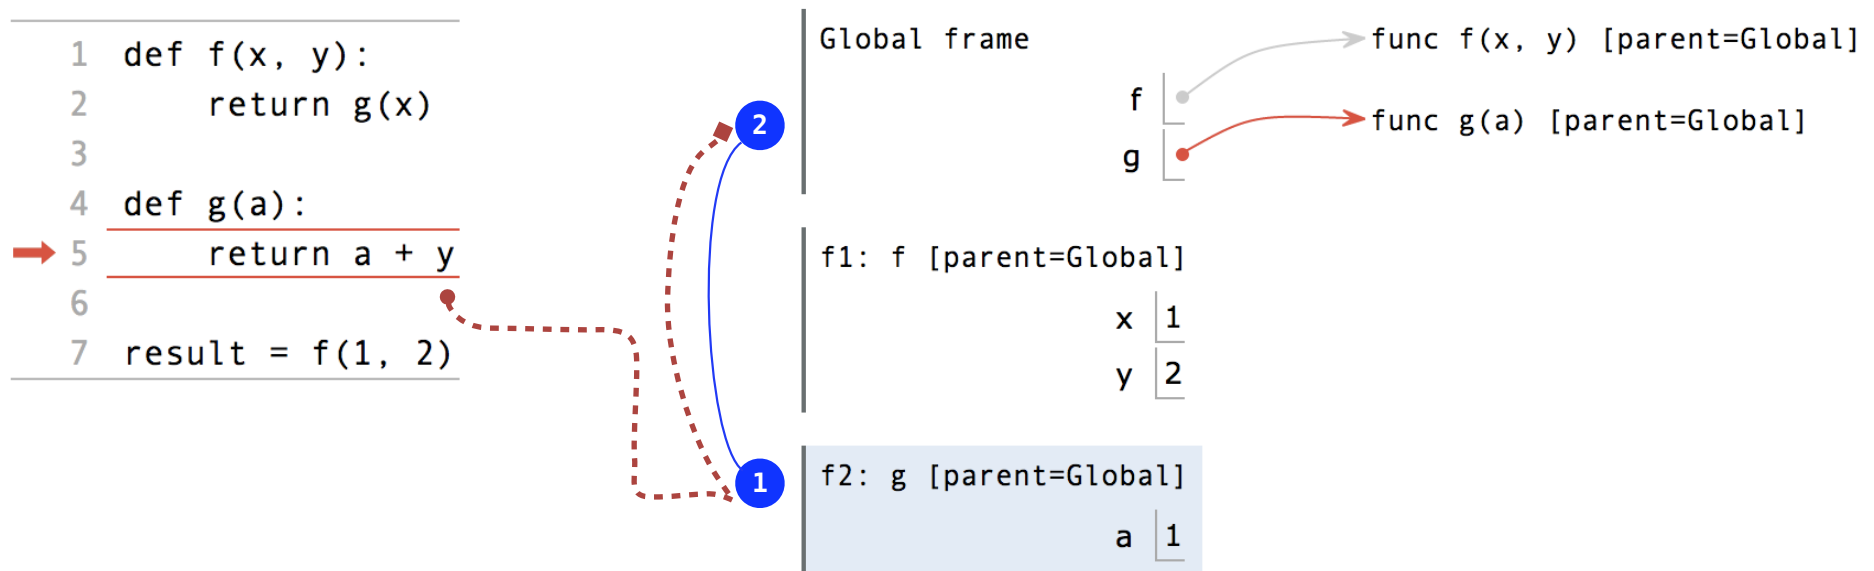 1 def f(x, y):
2     return g(x)
3
4 def g(a):
5     return a + y
6
7 result = f(1, 2)
2
1
Global frame
f
g
func f(x, y) [parent=Global]
func g(a) [parent=Global]
f1: f [parent=Global]
x 1
y 2
f2: g [parent=Global]
a 1